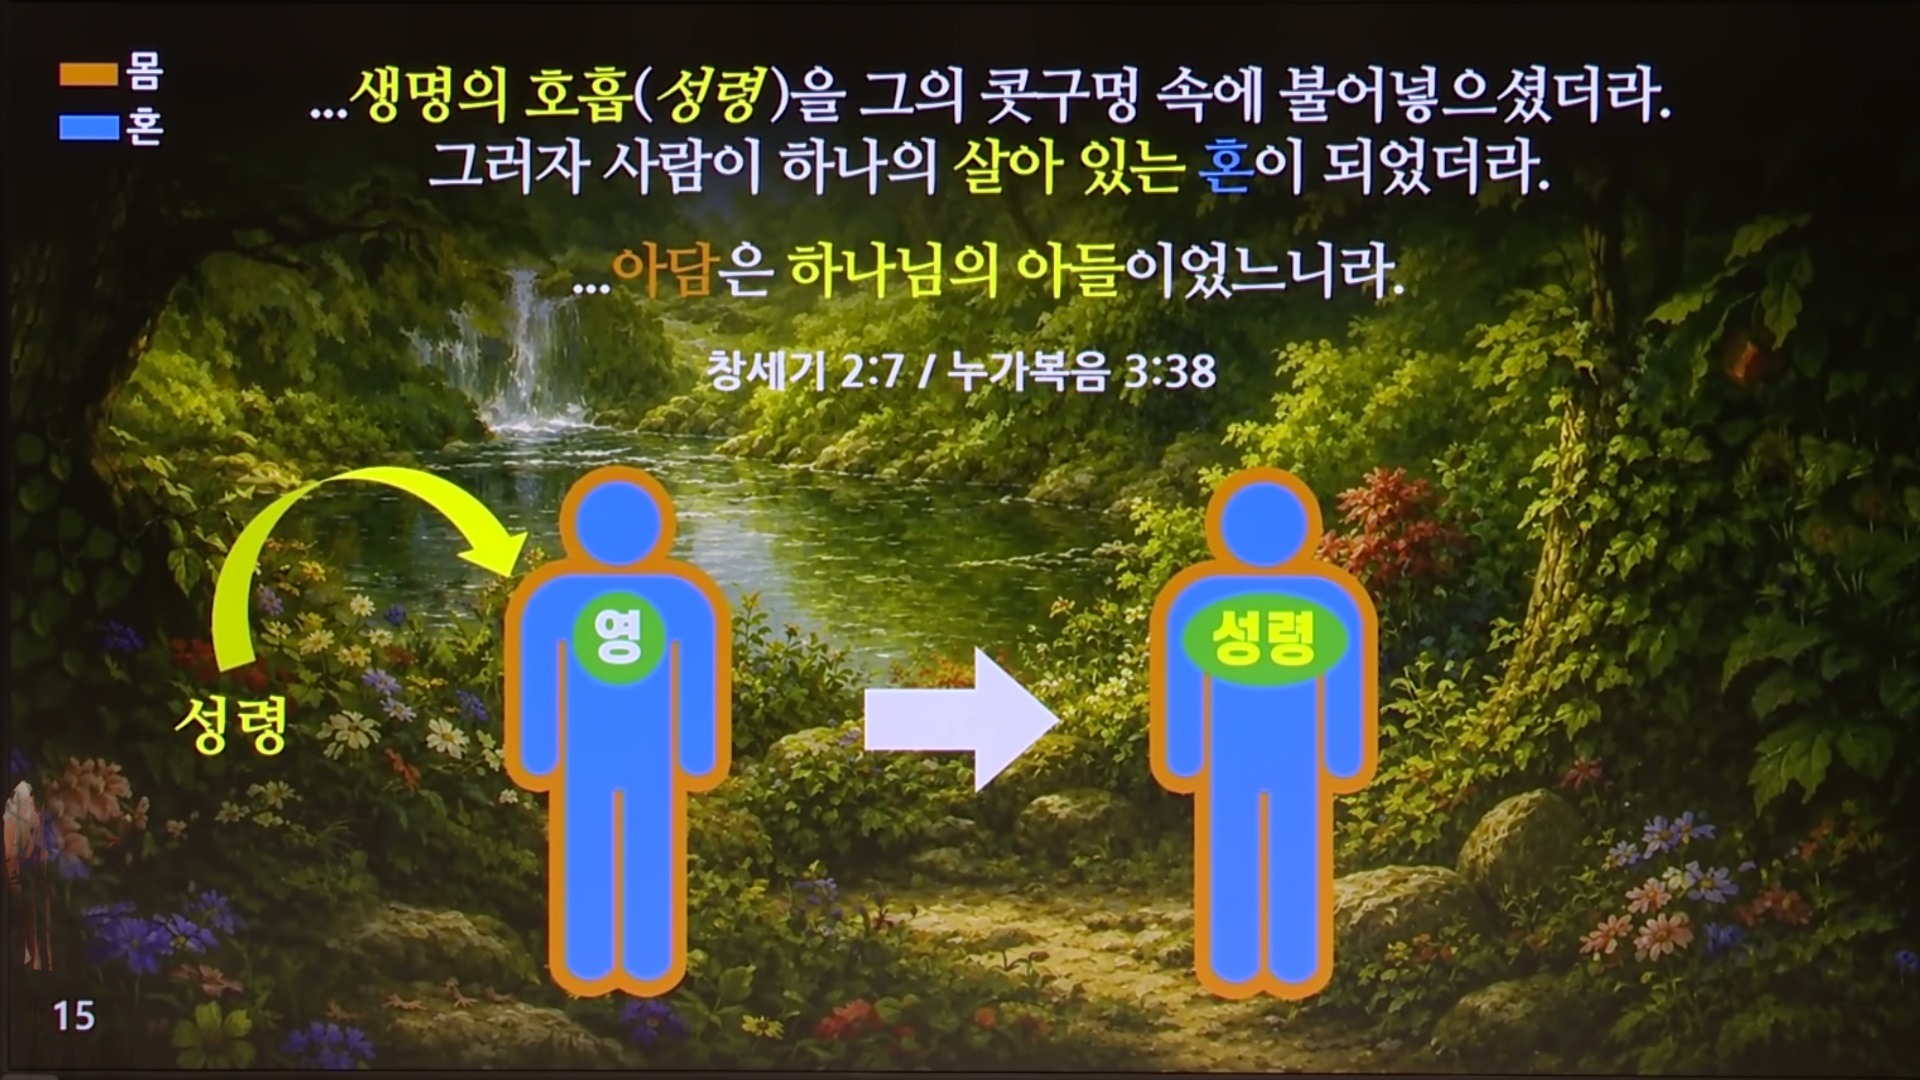 몸
혼
...생명의 호흡(성령)을 그의 콧구멍 속에 불어넣으셨더라.
그러자 사람이 하나의 살아 있는 혼이 되었더라.
...아담은 하나님의 아들이었느니라.
창세기 2:7 / 누가복음 3:38
영
성령
성령
15